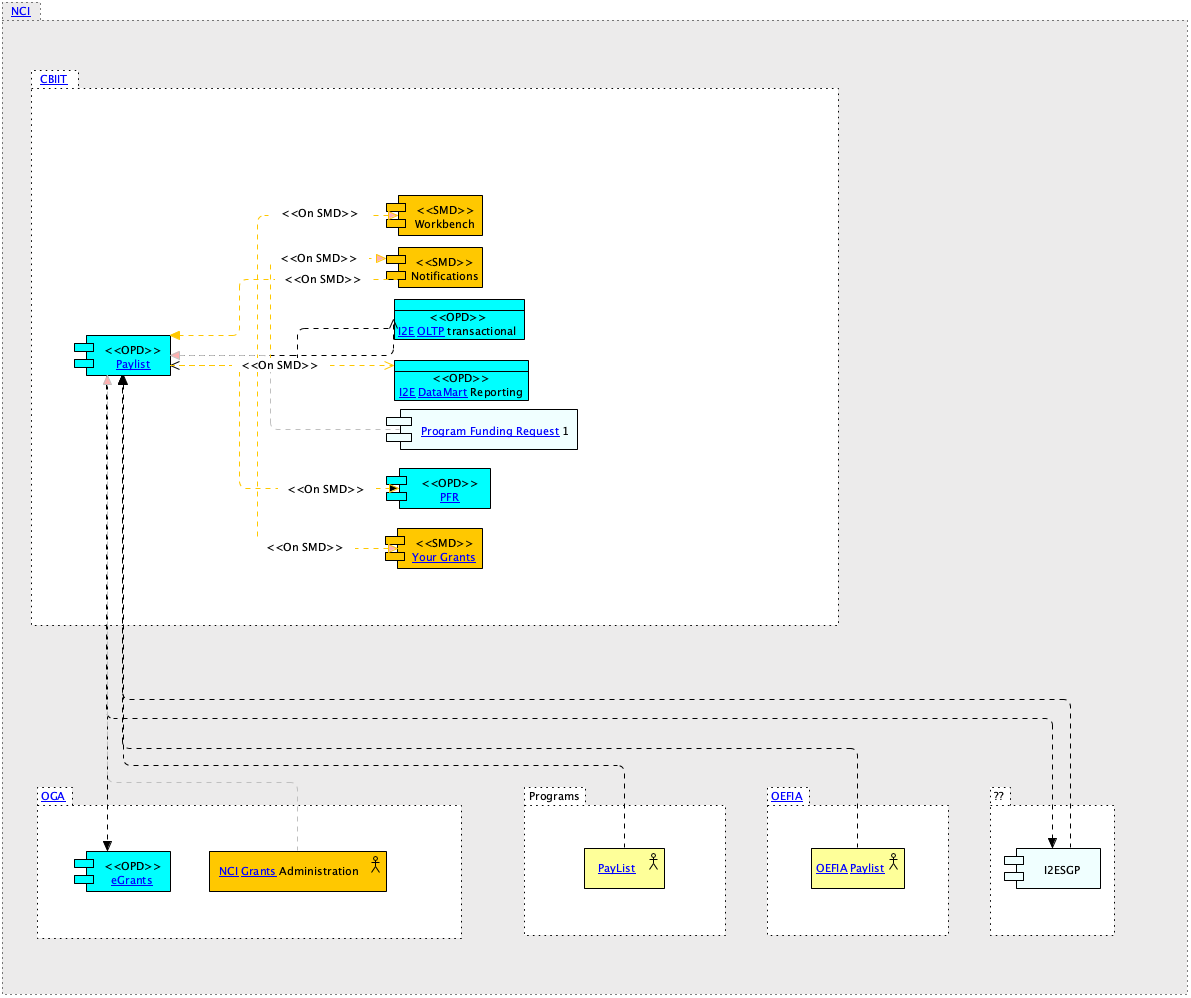 NCI
CBIIT
<<On SMD>>
<<SMD>>
Workbench
<<On SMD>>
<<SMD>>
Notifications
<<On SMD>>
<<OPD>>
I2E OLTP transactional
<<OPD>>
Paylist
<<On SMD>>
<<OPD>>
I2E DataMart Reporting
Program Funding Request 1
<<On SMD>>
<<OPD>>
PFR
<<On SMD>>
<<SMD>>
Your Grants
OGA
<<OPD>>
eGrants
NCI Grants Administration
Programs
PayList
OEFIA
OEFIA Paylist
??
I2ESGP